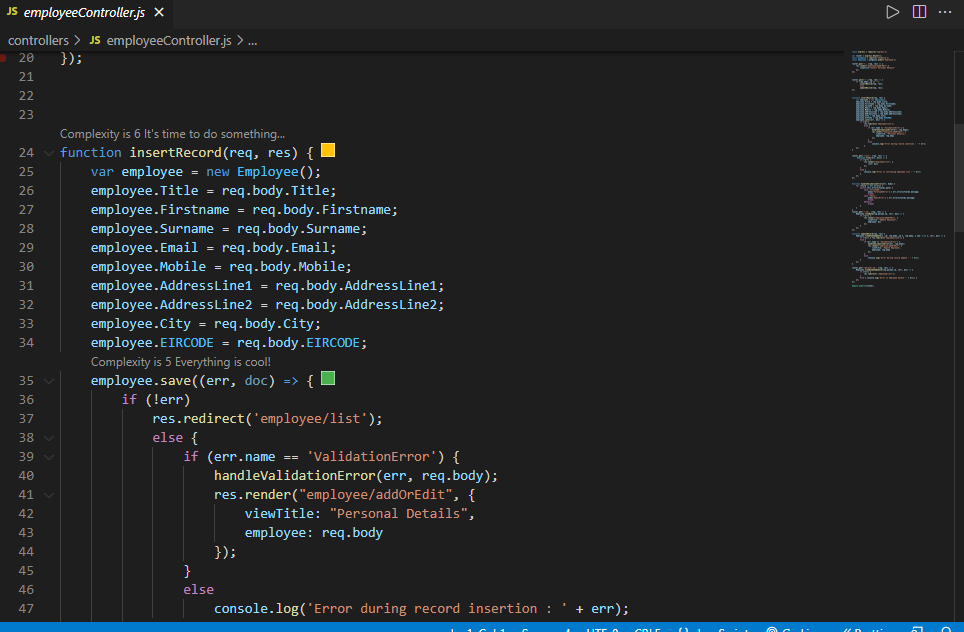 JS employeeController.js ×
controllers > JS employeeController.js > ...
20 });
21
22
23
Complexity is 6 It's time to do something...
24 function insertRecord(req, res) {
25 var employee = new Employee();
26 employee.Title = req.body.Title;
27 employee.Firstname = req.body.Firstname;
28 employee.Surname = req.body.Surname;
29 employee.Email = req.body.Email;
30 employee.Mobile = req.body.Mobile;
31 employee.AddressLine1 = req.body.AddressLine1;
32 employee.AddressLine2 = req.body.AddressLine2;
33 employee.City = req.body.City;
34 employee.EIRCODE = req.body.EIRCODE;
Complexity is 5 Everything is cool!
35 employee.save((err, doc) => {
36 if (!err)
37 res.redirect('employee/list');
38 else {
39 if (err.name == 'ValidationError') {
40 handleValidationError(err, req.body);
41 res.render("employee/addOrEdit", {
42 viewTitle: "Personal Details",
43 employee: req.body
44 });
45 }
46 else
47 console.log('Error during record insertion : ' + err);